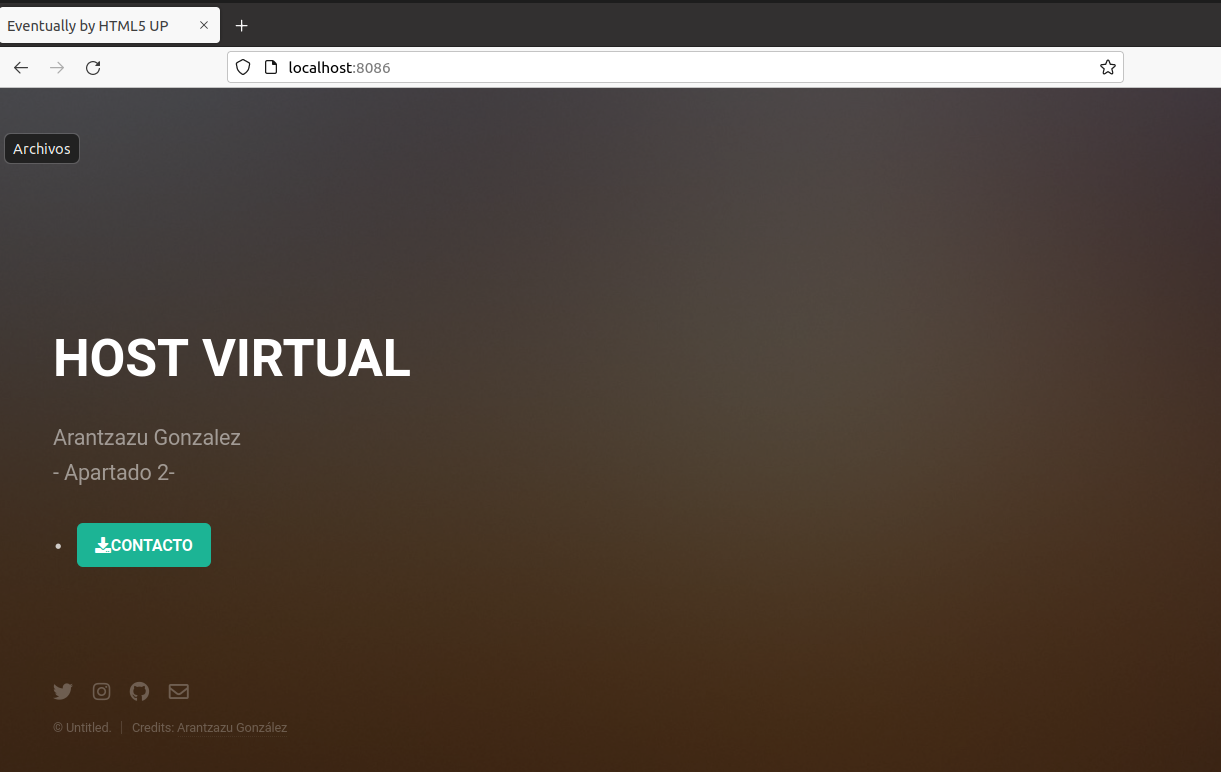 Eventually by HTML5 UP
localhost:8086
Archivos
HOST VIRTUAL
Arantzazu Gonzalez
- Apartado 2-
CONTACTO
© Untitled. Credits: Arantzazu González